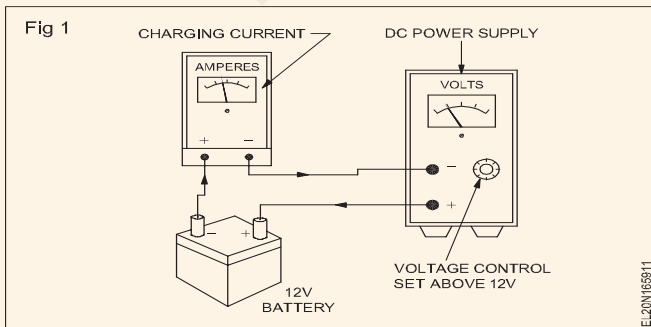 Fig 1
CHARGING CURRENT
DC POWER SUPPLY
AMPERES
VOLTS
+ −
−
+
− +
12V
BATTERY
VOLTAGE CONTROL
SET ABOVE 12V
EL20N165911